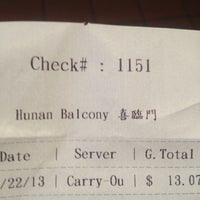 Check# : 1151
Hunan Balcony 喜臨門
Date | Server | G.Total
/22/13 | Carry-Ou | $ 13.07